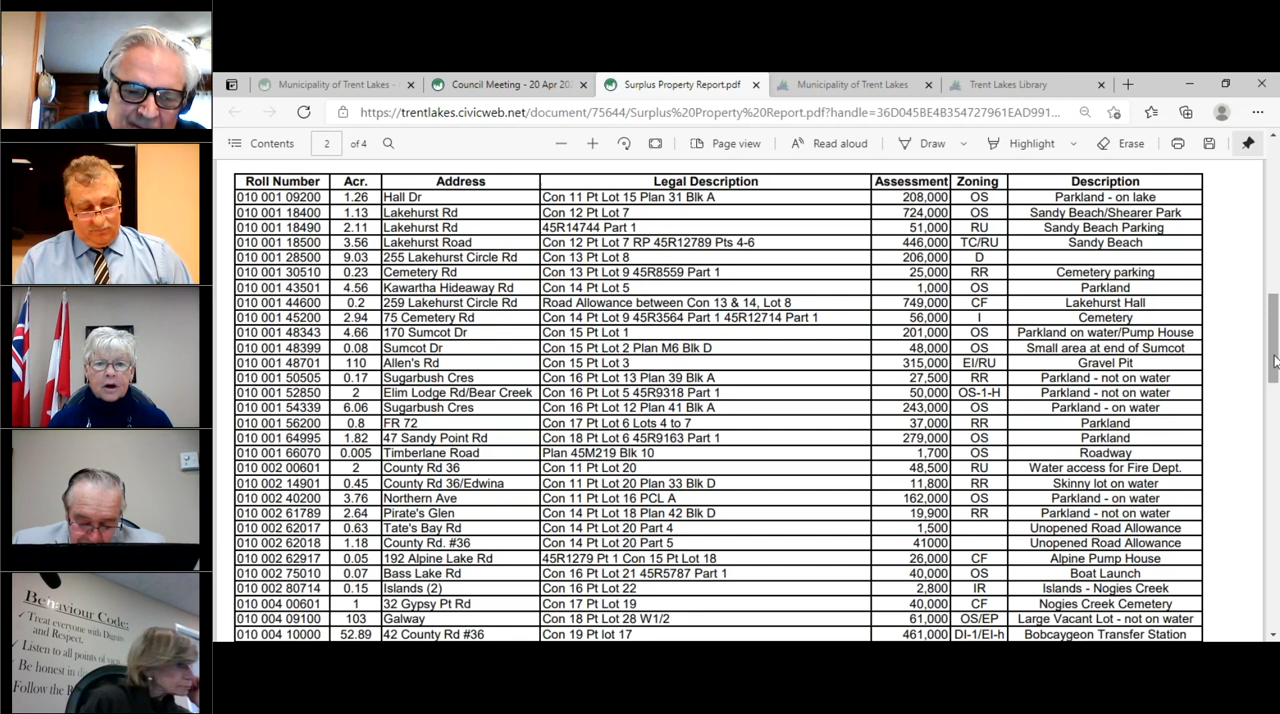 Municipality of Trent Lakes -
Council Meeting - 20 Apr 202
Surplus Property Report.pdf
Municipality of Trent Lakes
Trent Lakes Library
https://trentlakes.civicweb.net/document/75644/Surplus%20Property%20Report.pdf?handle=36D045BE4B354727961EAD991...
Contents 2 of 4 Page view Read aloud Draw Highlight Erase
Roll Number Acr. Address Legal Description Assessment Zoning Description
010 001 09200 1.26 Hall Dr Con 11 Pt Lot 15 Plan 31 Blk A 208,000 OS Parkland - on lake
010 001 18400 1.13 Lakehurst Rd Con 12 Pt Lot 7 724,000 OS Sandy Beach/Shearer Park
010 001 18490 2.11 Lakehurst Rd 45R14744 Part 1 51,000 RU Sandy Beach Parking
010 001 18500 3.56 Lakehurst Road Con 12 Pt Lot 7 RP 45R12789 Pts 4-6 446,000 TC/RU Sandy Beach
010 001 28500 9.03 255 Lakehurst Circle Rd Con 13 Pt Lot 8 206,000 D
010 001 30510 0.23 Cemetery Rd Con 13 Pt Lot 9 45R8559 Part 1 25,000 RR Cemetery parking
010 001 43501 4.56 Kawartha Hideaway Rd Con 14 Pt Lot 5 1,000 OS Parkland
010 001 44600 0.2 259 Lakehurst Circle Rd Road Allowance between Con 13 & 14, Lot 8 749,000 CF Lakehurst Hall
010 001 45200 2.94 75 Cemetery Rd Con 14 Pt Lot 9 45R3564 Part 1 45R12714 Part 1 56,000 I Cemetery
010 001 48343 4.66 170 Sumcot Dr Con 15 Pt Lot 1 201,000 OS Parkland on water/Pump House
010 001 48399 0.08 Sumcot Dr Con 15 Pt Lot 2 Plan M6 Blk D 48,000 OS Small area at end of Sumcot
010 001 48701 110 Allen's Rd Con 15 Pt Lot 3 315,000 EI/RU Gravel Pit
010 001 50505 0.17 Sugarbush Cres Con 16 Pt Lot 13 Plan 39 Blk A 27,500 RR Parkland - not on water
010 001 52850 2 Elim Lodge Rd/Bear Creek Con 16 Pt Lot 5 45R9318 Part 1 50,000 OS-1-H Parkland - not on water
010 001 54339 6.06 Sugarbush Cres Con 16 Pt Lot 12 Plan 41 Blk A 243,000 OS Parkland - on water
010 001 56200 0.8 FR 72 Con 17 Pt Lot 6 Lots 4 to 7 37,000 RR Parkland
010 001 64995 1.82 47 Sandy Point Rd Con 18 Pt Lot 6 45R9163 Part 1 279,000 OS Parkland
010 001 66070 0.005 Timberlane Road Plan 45M219 Blk 10 1,700 OS Roadway
010 002 00601 2 County Rd 36 Con 11 Pt Lot 20 48,500 RU Water access for Fire Dept.
010 002 14901 0.45 County Rd 36/Edwina Con 11 Pt Lot 20 Plan 33 Blk D 11,800 RR Skinny lot on water
010 002 40200 3.76 Northern Ave Con 11 Pt Lot 16 PCL A 162,000 OS Parkland - on water
010 002 61789 2.64 Pirate's Glen Con 14 Pt Lot 18 Plan 42 Blk D 19,900 RR Parkland - not on water
010 002 62017 0.63 Tate's Bay Rd Con 14 Pt Lot 20 Part 4 1,500 Unopened Road Allowance
010 002 62018 1.18 County Rd. #36 Con 14 Pt Lot 20 Part 5 41000 Unopened Road Allowance
010 002 62917 0.05 192 Alpine Lake Rd 45R1279 Pt 1 Con 15 Pt Lot 18 26,000 CF Alpine Pump House
010 002 75010 0.07 Bass Lake Rd Con 16 Pt Lot 21 45R5787 Part 1 40,000 OS Boat Launch
010 002 80714 0.15 Islands (2) Con 16 Pt Lot 22 2,800 IR Islands - Nogies Creek
010 004 00601 1 32 Gypsy Pt Rd Con 17 Pt Lot 19 40,000 CF Nogies Creek Cemetery
010 004 09100 103 Galway Con 18 Pt Lot 28 W1/2 61,000 OS/EP Large Vacant Lot - not on water
010 004 10000 52.89 42 County Rd #36 Con 19 Pt lot 17 461,000 DI-1/EI-h Bobcaygeon Transfer Station
Behaviour Code:
✓ Treat everyone with Dignity
and Respect.
✓ Listen to all points of
Be honest in
Follow the